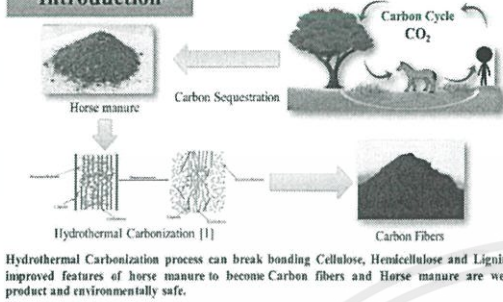 Introduction
Carbon Cycle
CO₂
Horse manure
Carbon Sequestration
Hydrothermal Carbonization [1]
Carbon Fibers
Hydrothermal Carbonization process can break bonding Cellulose, Hemicellulose and Lignin
improved features of horse manure to become Carbon fibers and Horse manure are
product and environmentally safe.